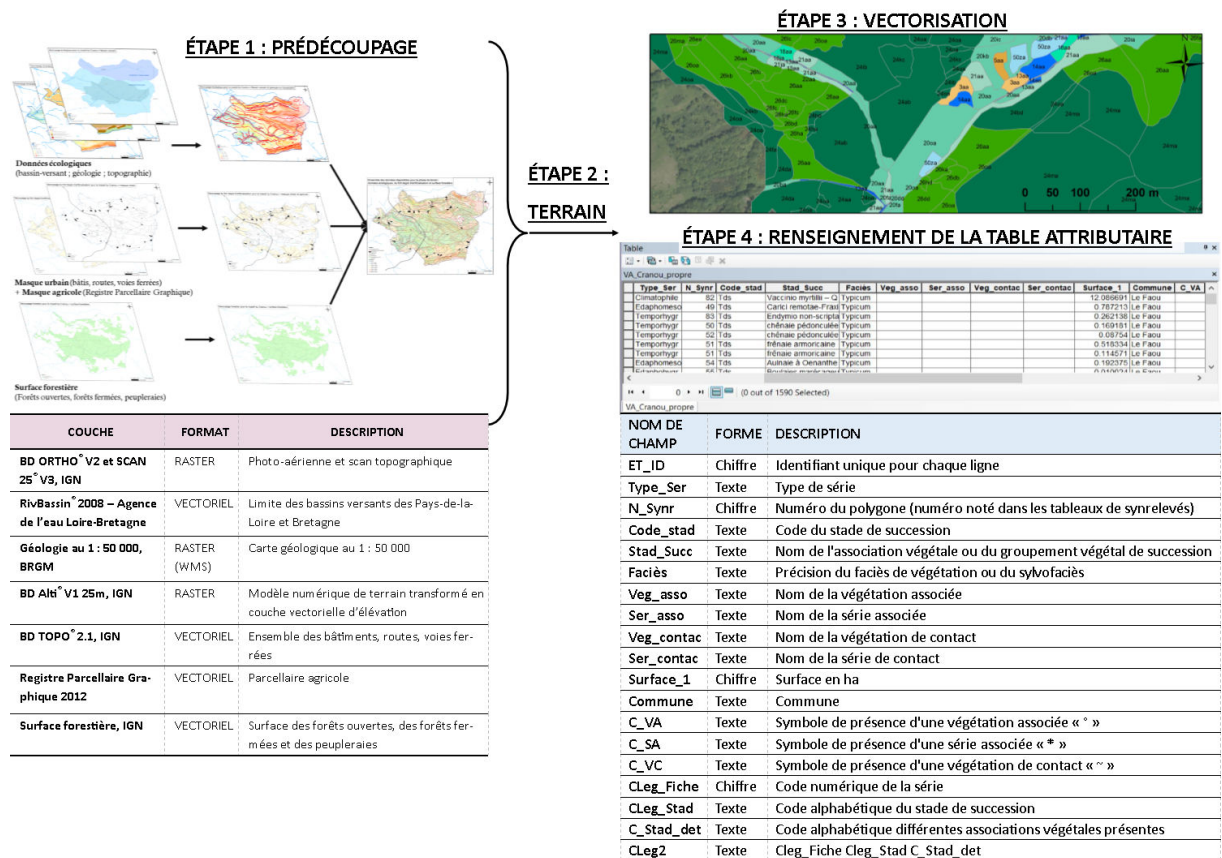 ÉTAPE 1 : PRÉDÉCOUPAGE
Données écologiques
(bassin-versant ; géologie ; topographie)
Masque urbain (bâtis, routes, voies ferrées)
+ Masque agricole (Registre Parcellaire Graphique)
Surface forestière
(Forêts ouvertes, forêts fermées, peupleraies)
COUCHE FORMAT DESCRIPTION
BD ORTHO® V2 et SCAN RASTER Photo-aérienne et scan topographique
25® V3, IGN
RivBassin® 2008 – Agence VECTORIEL Limite des bassins versants des Pays-de-la-
de l'eau Loire-Bretagne Loire et Bretagne
Géologie au 1 : 50 000, RASTER Carte géologique au 1 : 50 000
BRGM (WMS)
BD Alti® V1 25m, IGN RASTER Modèle numérique de terrain transformé en
couche vectorielle d'élévation
BD TOPO® 2.1, IGN VECTORIEL Ensemble des bâtiments, routes, voies fer-
rées
Registre Parcellaire Gra- VECTORIEL Parcellaire agricole
phique 2012
Surface forestière, IGN VECTORIEL Surface des forêts ouvertes, des forêts fer-
mées et des peupleraies
ÉTAPE 2 :
TERRAIN
ÉTAPE 3 : VECTORISATION
N
0 50 100 200 m
ÉTAPE 4 : RENSEIGNEMENT DE LA TABLE ATTRIBUTAIRE
Table
VA_Cranou_propre
Type_Ser N_Synr Code_stad Stad_Succ Faciès Veg_asso Ser_asso Veg_contac Ser_contac Surface_1 Commune C_VA
Climatophile 82 Tds Vaccinio myrtilli – Q Typicum 12.086691 Le Faou
Edaphomeso 49 Tds Carici remotae-Fraxi Typicum 0.787213 Le Faou
Temporhygr 83 Tds Endymio non-scripta Typicum 0.262138 Le Faou
Temporhygr 50 Tds chênaie pédonculée Typicum 0.169181 Le Faou
Temporhygr 52 Tds chênaie pédonculée Typicum 0.08754 Le Faou
Temporhygr 51 Tds frênaie armoricaine Typicum 0.518334 Le Faou
Temporhygr 51 Tds frênaie armoricaine Typicum 0.114571 Le Faou
Edaphomeso 54 Tds Aulnaie à Oenanthe Typicum 0.192375 Le Faou
0 (0 out of 1590 Selected)
VA_Cranou_propre
NOM DE FORME DESCRIPTION
CHAMP
ET_ID Chiffre Identifiant unique pour chaque ligne
Type_Ser Texte Type de série
N_Synr Chiffre Numéro du polygone (numéro noté dans les tableaux de synrelevés)
Code_stad Texte Code du stade de succession
Stad_Succ Texte Nom de l'association végétale ou du groupement végétal de succession
Faciès Texte Précision du faciès de végétation ou du sylvofaciès
Veg_asso Texte Nom de la végétation associée
Ser_asso Texte Nom de la série associée
Veg_contac Texte Nom de la végétation de contact
Ser_contac Texte Nom de la série de contact
Surface_1 Chiffre Surface en ha
Commune Texte Commune
C_VA Texte Symbole de présence d'une végétation associée « ° »
C_SA Texte Symbole de présence d'une série associée « * »
C_VC Texte Symbole de présence d'une végétation de contact « ~ »
CLeg_Fiche Chiffre Code numérique de la série
CLeg_Stad Texte Code alphabétique du stade de succession
C_Stad_det Texte Code alphabétique différentes associations végétales présentes
CLeg2 Texte Cleg_Fiche Cleg_Stad C_Stad_det